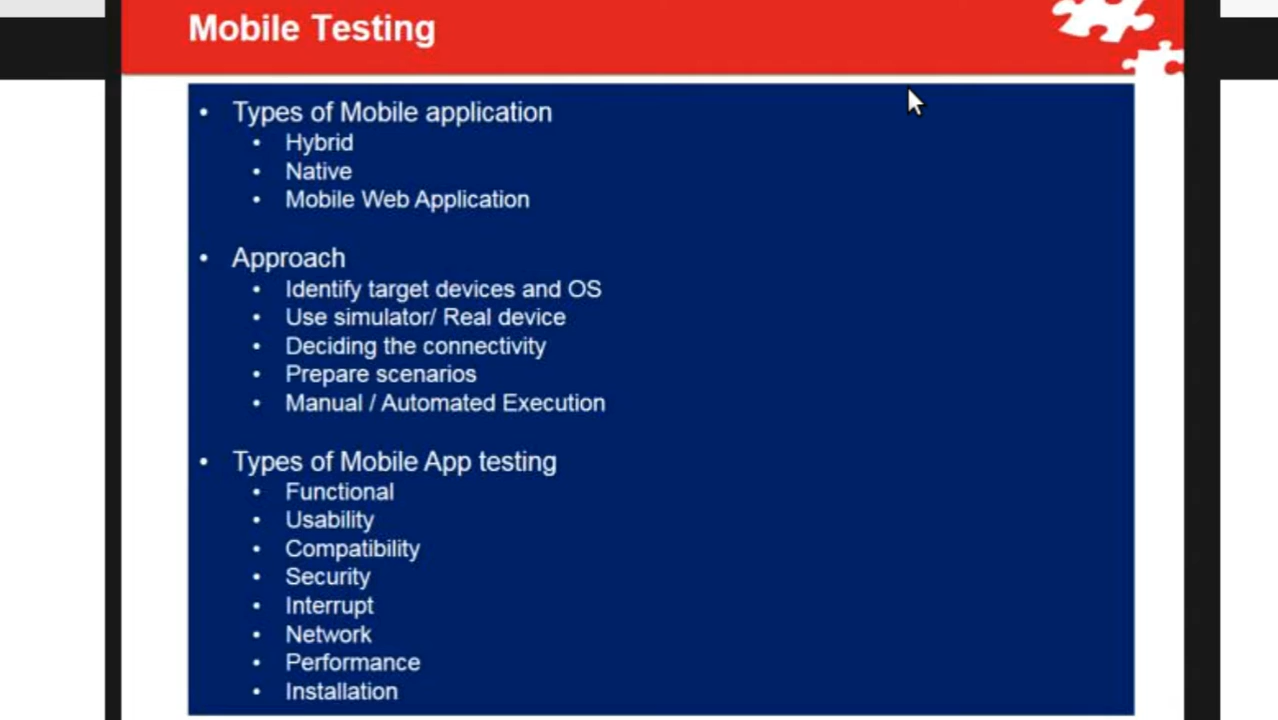 Mobile Testing
• Types of Mobile application
• Hybrid
• Native
• Mobile Web Application
• Approach
• Identify target devices and OS
• Use simulator/ Real device
• Deciding the connectivity
• Prepare scenarios
• Manual / Automated Execution
• Types of Mobile App testing
• Functional
• Usability
• Compatibility
• Security
• Interrupt
• Network
• Performance
• Installation